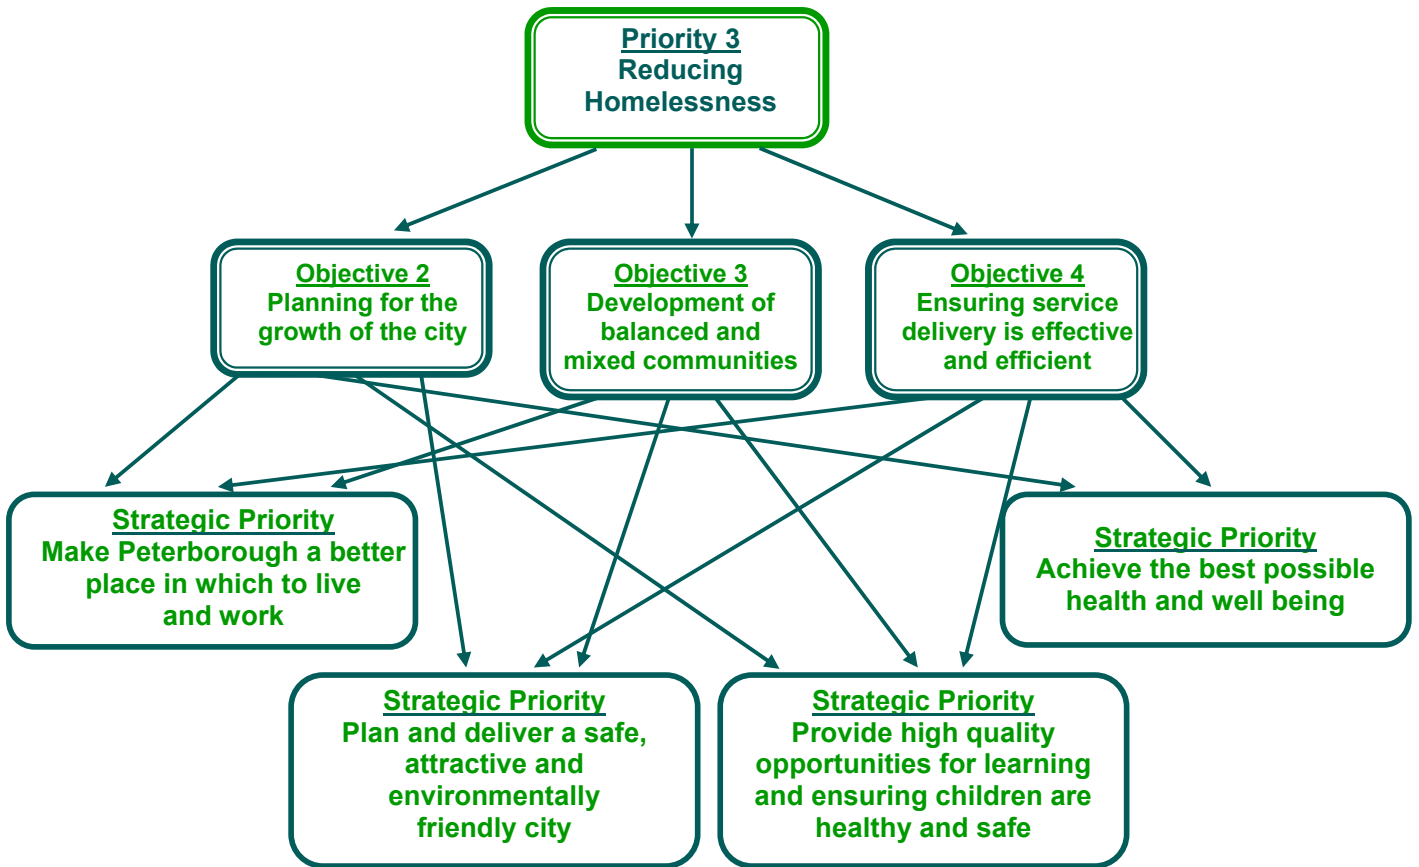 Priority 3
Reducing
Homelessness
Objective 2
Planning for the
growth of the city
Objective 3
Development of
balanced and
mixed communities
Objective 4
Ensuring service
delivery is effective
and efficient
Strategic Priority
Make Peterborough a better
place in which to live
and work
Strategic Priority
Achieve the best possible
health and well being
Strategic Priority
Plan and deliver a safe,
attractive and
environmentally
friendly city
Strategic Priority
Provide high quality
opportunities for learning
and ensuring children are
healthy and safe